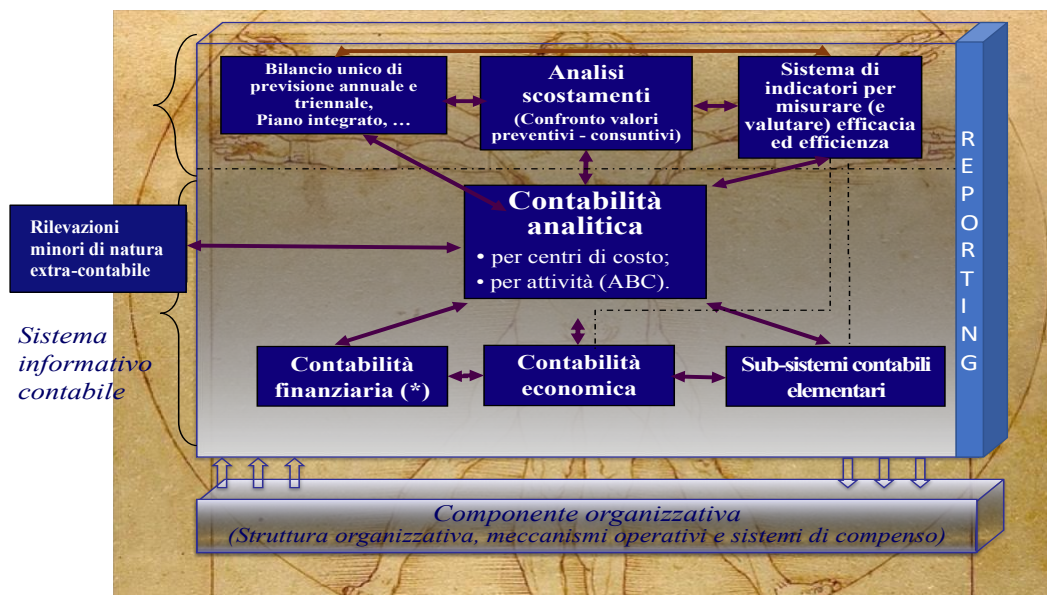 Bilancio unico di
previsione annuale e
triennale,
Piano integrato, …
Analisi
scostamenti
(Confronto valori
preventivi - consuntivi)
Sistema di
indicatori per
misurare (e
valutare) efficacia
ed efficienza
REPORTING
Contabilità
analitica
• per centri di costo;
• per attività (ABC).
Rilevazioni
minori di natura
extra-contabile
Sistema
informativo
contabile
Contabilità
finanziaria (*)
Contabilità
economica
Sub-sistemi contabili
elementari
Componente organizzativa
(Struttura organizzativa, meccanismi operativi e sistemi di compenso)